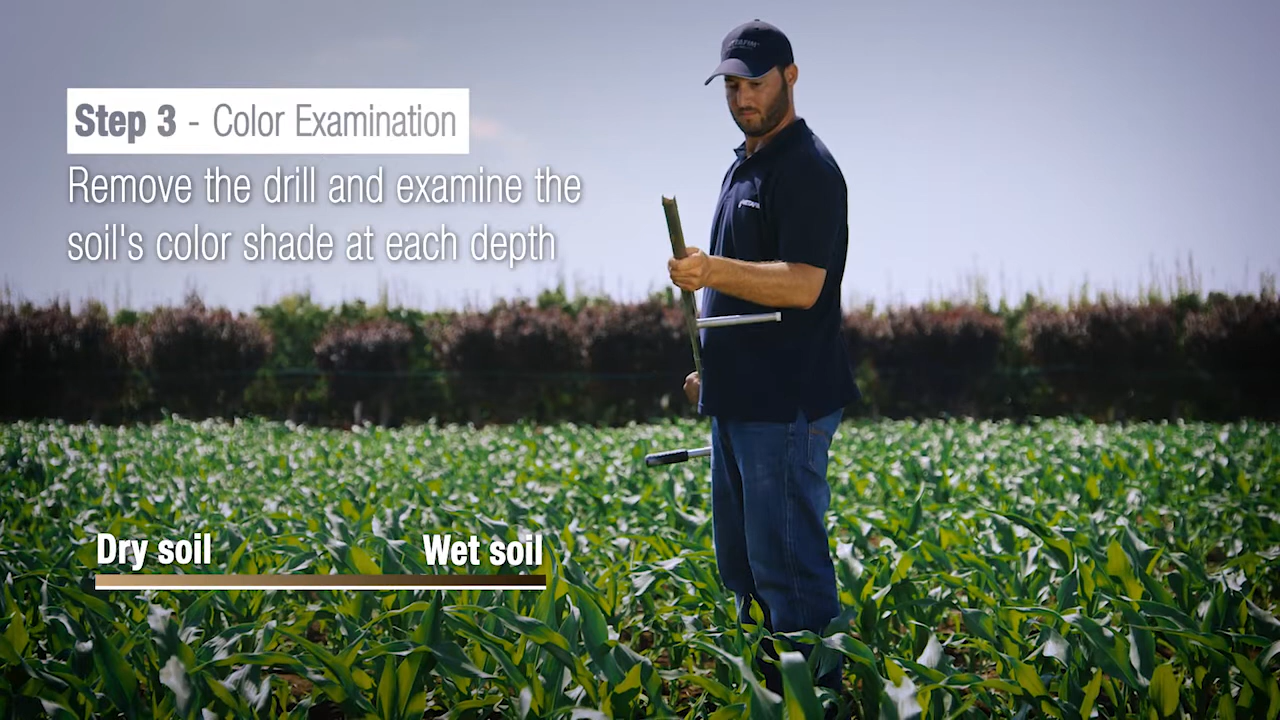 Step 3 - Color Examination
Remove the drill and examine the
soil's color shade at each depth
Dry soil
Wet soil